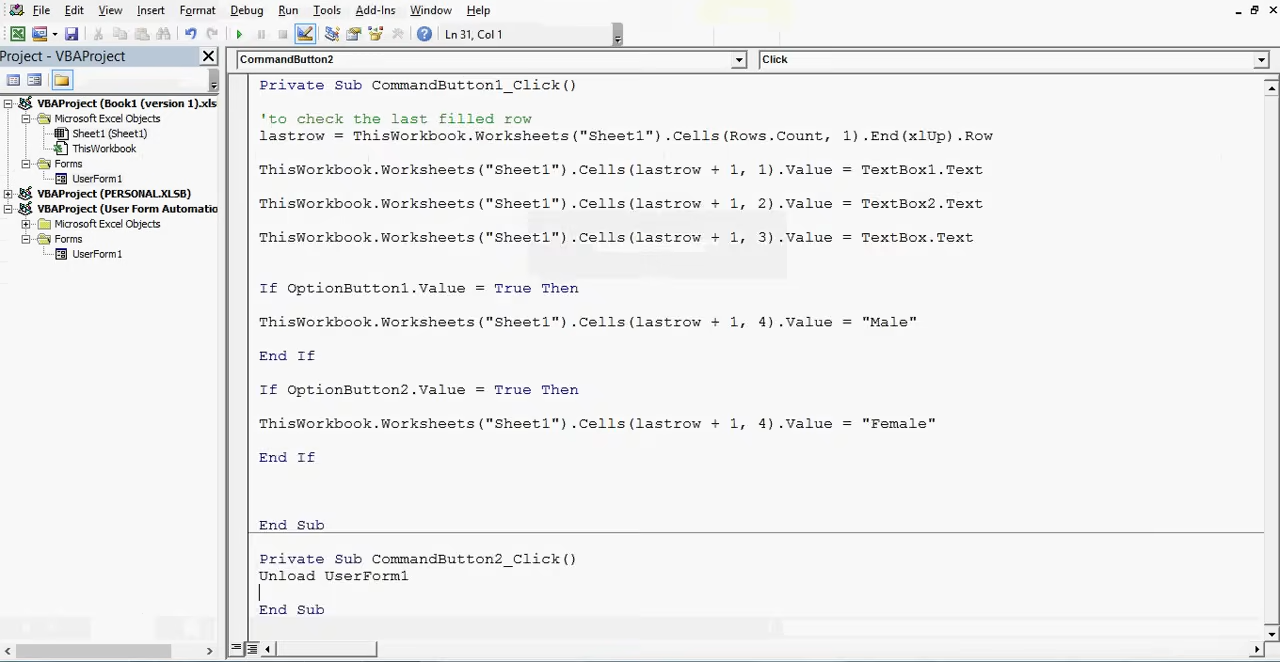 File Edit View Insert Format Debug Run Tools Add-Ins Window Help
Ln 31, Col 1
Project - VBAProject
CommandButton2
Click
VBAProject (Book1 (version 1).xls
Microsoft Excel Objects
Sheet1 (Sheet1)
ThisWorkbook
Forms
UserForm1
VBAProject (PERSONAL.XLSB)
VBAProject (User Form Automatio
Microsoft Excel Objects
Forms
UserForm1
Private Sub CommandButton1_Click()
'to check the last filled row
lastrow = ThisWorkbook.Worksheets("Sheet1").Cells(Rows.Count, 1).End(xlUp).Row
ThisWorkbook.Worksheets("Sheet1").Cells(lastrow + 1, 1).Value = TextBox1.Text
ThisWorkbook.Worksheets("Sheet1").Cells(lastrow + 1, 2).Value = TextBox2.Text
ThisWorkbook.Worksheets("Sheet1").Cells(lastrow + 1, 3).Value = TextBox.Text
If OptionButton1.Value = True Then
ThisWorkbook.Worksheets("Sheet1").Cells(lastrow + 1, 4).Value = "Male"
End If
If OptionButton2.Value = True Then
ThisWorkbook.Worksheets("Sheet1").Cells(lastrow + 1, 4).Value = "Female"
End If
End Sub
Private Sub CommandButton2_Click()
Unload UserForm1
End Sub